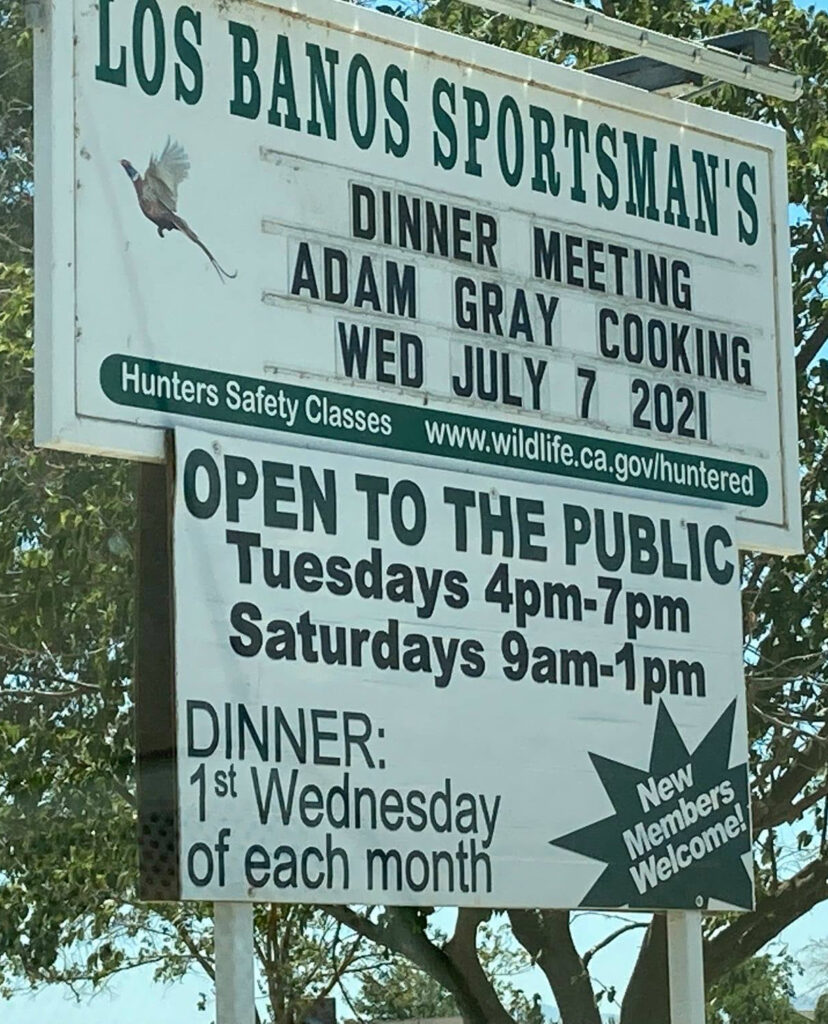 LOS BANOS SPORTSMAN'S
DINNER MEETING
ADAM GRAY COOKING
WED JULY 7 2021
Hunters Safety Classes www.wildlife.ca.gov/huntered
OPEN TO THE PUBLIC
Tuesdays 4pm-7pm
Saturdays 9am-1pm
DINNER:
1st Wednesday
of each month
New
Members
Welcome!